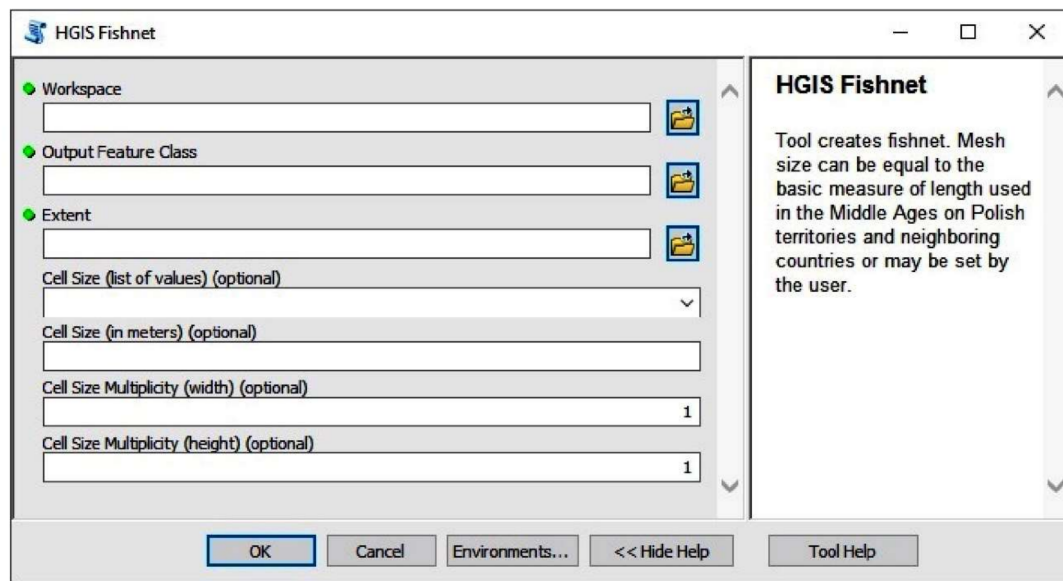 HGIS Fishnet
Workspace
Output Feature Class
Extent
Cell Size (list of values) (optional)
Cell Size (in meters) (optional)
Cell Size Multiplicity (width) (optional)
1
Cell Size Multiplicity (height) (optional)
1
HGIS Fishnet
Tool creates fishnet. Mesh
size can be equal to the
basic measure of length used
in the Middle Ages on Polish
territories and neighboring
countries or may be set by
the user.
OK
Cancel
Environments...
<< Hide Help
Tool Help